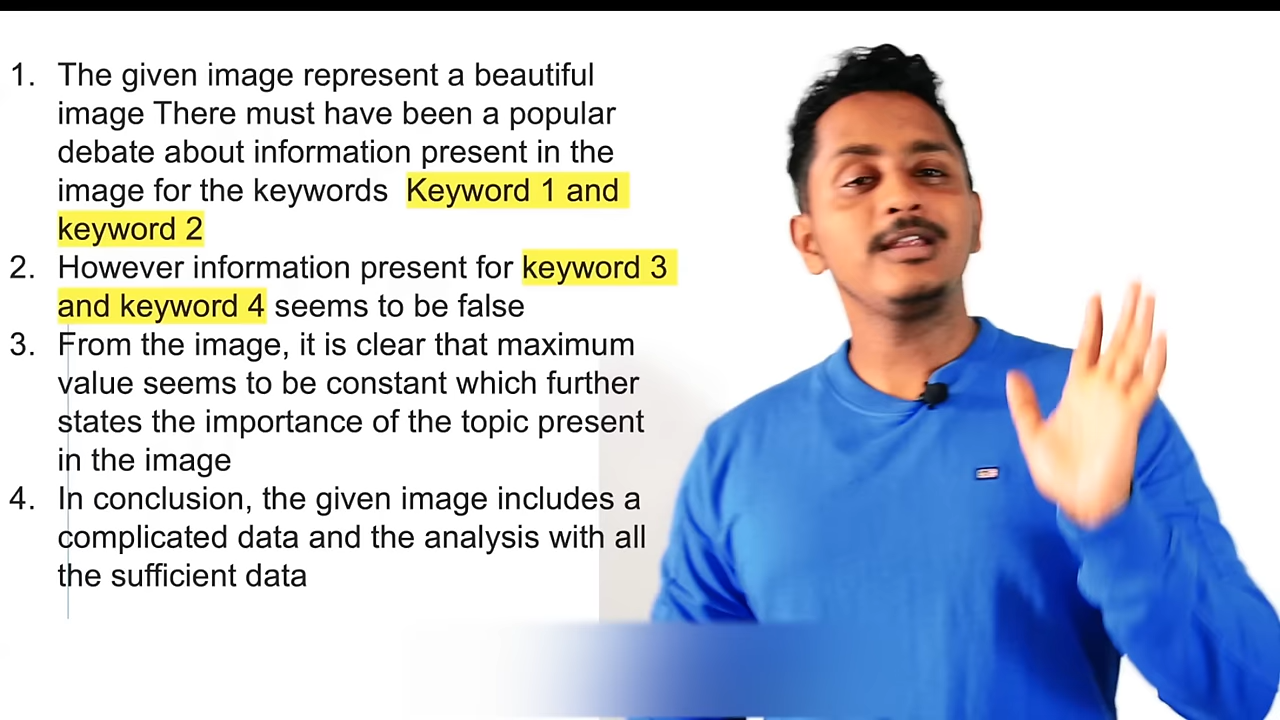 1. The given image represent a beautiful
image There must have been a popular
debate about information present in the
image for the keywords Keyword 1 and
keyword 2
2. However information present for keyword 3
and keyword 4 seems to be false
3. From the image, it is clear that maximum
value seems to be constant which further
states the importance of the topic present
in the image
4. In conclusion, the given image includes a
complicated data and the analysis with all
the sufficient data